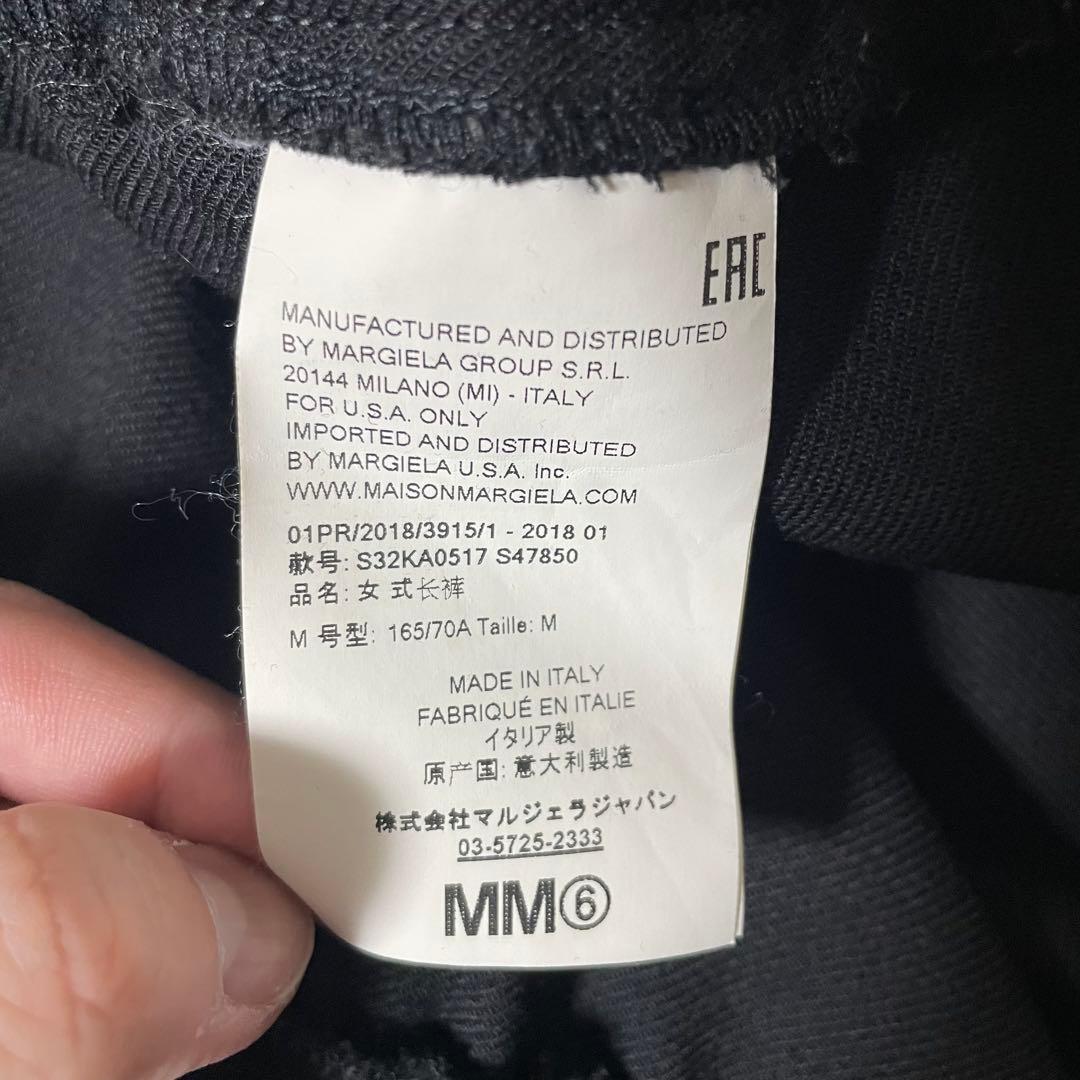 EAC
MANUFACTURED AND DISTRIBUTED
BY MARGIELA GROUP S.R.L.
20144 MILANO (MI) - ITALY
FOR U.S.A. ONLY
IMPORTED AND DISTRIBUTED
BY MARGIELA U.S.A. Inc.
WWW.MAISONMARGIELA.COM
01PR/2018/3915/1 - 2018 01
款号: S32KA0517 S47850
品名: 女 式长裤
M 号型: 165/70A Taille: M
MADE IN ITALY
FABRIQUÉ EN ITALIE
イタリア製
原产国: 意大利製造
株式会社マルジェラジャパン
03-5725-2333
MM⑥